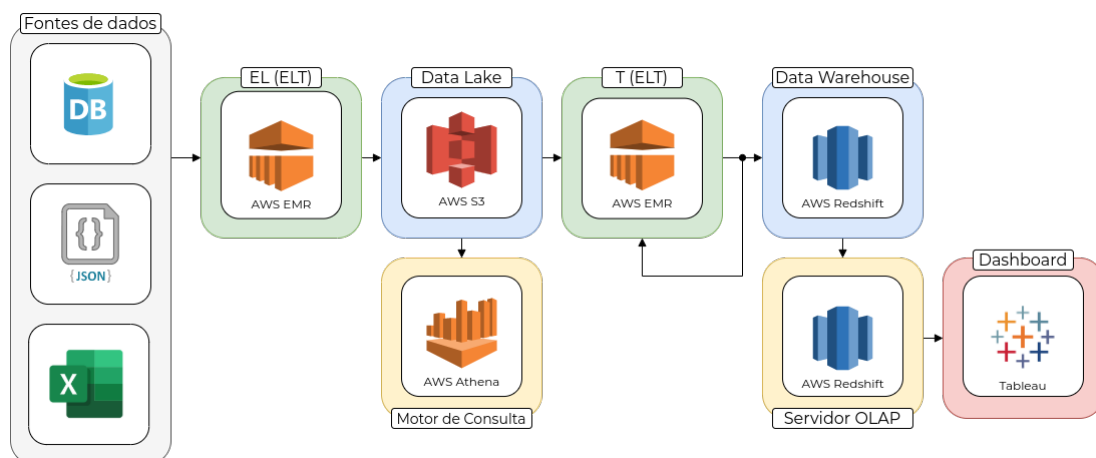 Fontes de dados
DB
{JSON}
X
EL (ELT)
AWS EMR
Data Lake
AWS S3
T (ELT)
AWS EMR
Data Warehouse
AWS Redshift
AWS Athena
Motor de Consulta
AWS Redshift
Servidor OLAP
Dashboard
Tableau